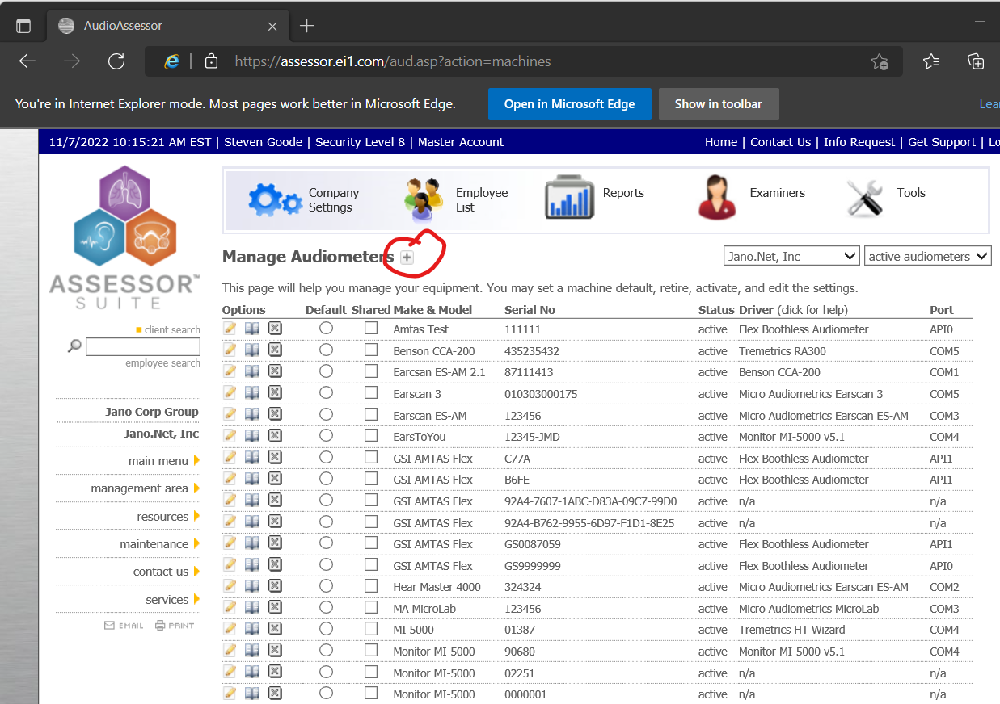 AudioAssessor
https://assessor.ei1.com/aud.asp?action=machines
You're in Internet Explorer mode. Most pages work better in Microsoft Edge. Open in Microsoft Edge Show in toolbar Lea
11/7/2022 10:15:21 AM EST | Steven Goode | Security Level 8 | Master Account Home | Contact Us | Info Request | Get Support | Lo
Company Settings Employee List Reports Examiners Tools
ASSESSOR™
SUITE
client search
employee search
Jano Corp Group
Jano.Net, Inc
main menu
management area
resources
maintenance
contact us
services
EMAIL PRINT
Manage Audiometers + Jano.Net, Inc active audiometers
This page will help you manage your equipment. You may set a machine default, retire, activate, and edit the settings.
Options Default Shared Make & Model Serial No Status Driver (click for help) Port
Amtas Test 111111 active Flex Boothless Audiometer API0
Benson CCA-200 435235432 active Tremetrics RA300 COM5
Earcsan ES-AM 2.1 87111413 active Benson CCA-200 COM1
Earscan 3 010303000175 active Micro Audiometrics Earscan 3 COM5
Earscan ES-AM 123456 active Micro Audiometrics Earscan ES-AM COM3
EarsToYou 12345-JMD active Monitor MI-5000 v5.1 COM4
GSI AMTAS Flex C77A active Flex Boothless Audiometer API1
GSI AMTAS Flex B6FE active Flex Boothless Audiometer API1
GSI AMTAS Flex 92A4-7607-1ABC-D83A-09C7-99D0 active n/a n/a
GSI AMTAS Flex 92A4-B762-9955-6D97-F1D1-8E25 active n/a n/a
GSI AMTAS Flex GS0087059 active Flex Boothless Audiometer API1
GSI AMTAS Flex GS9999999 active Flex Boothless Audiometer API0
Hear Master 4000 324324 active Micro Audiometrics Earscan ES-AM COM2
MA MicroLab 123456 active Micro Audiometrics MicroLab COM3
MI 5000 01387 active Tremetrics HT Wizard COM4
Monitor MI-5000 90680 active Monitor MI-5000 v5.1 COM4
Monitor MI-5000 02251 active n/a n/a
Monitor MI-5000 0000001 active n/a n/a